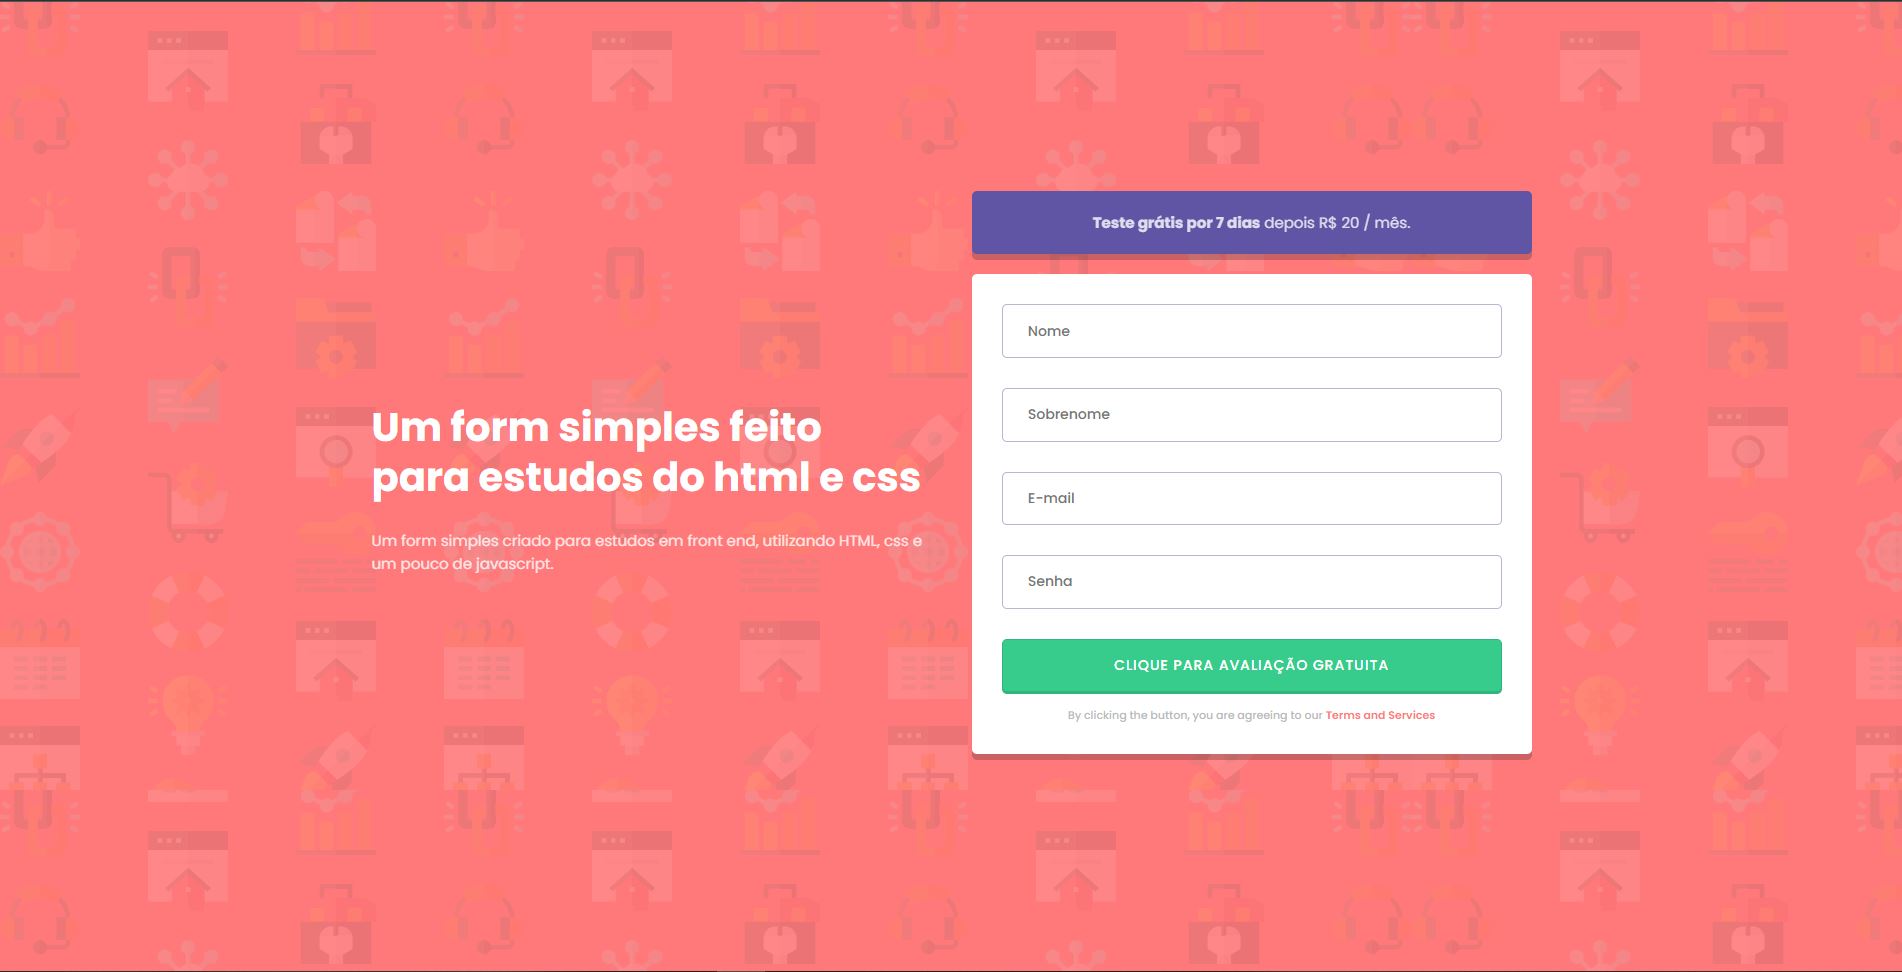 Um form simples feito
para estudos do html e css
Um form simples criado para estudos em front end, utilizando HTML, css e
um pouco de javascript.
Teste grátis por 7 dias depois R$ 20 / mês.
Nome
Sobrenome
E-mail
Senha
CLIQUE PARA AVALIAÇÃO GRATUITA
By clicking the button, you are agreeing to our Terms and Services